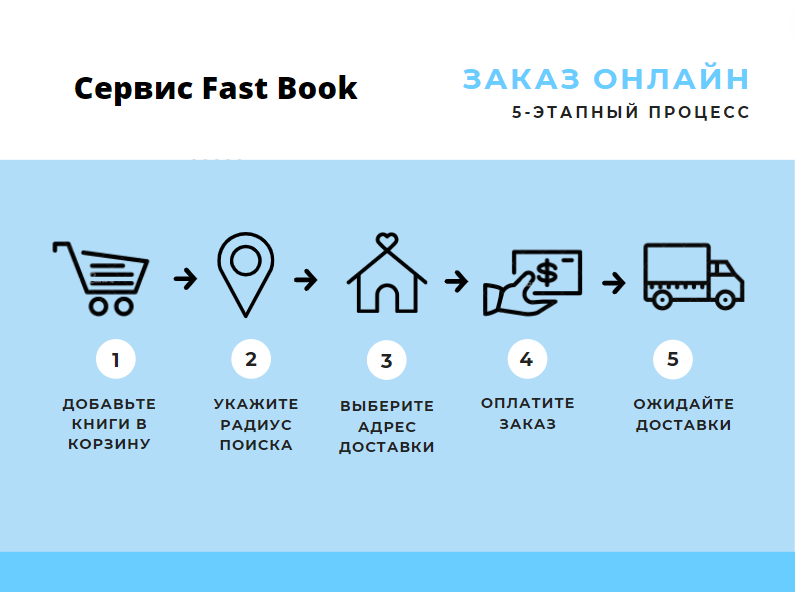 Сервис Fast Book
ЗАКАЗ ОНЛАЙН
5-ЭТАПНЫЙ ПРОЦЕСС
$
1
ДОБАВЬТЕ
КНИГИ В
КОРЗИНУ
2
УКАЖИТЕ
РАДИУС
ПОИСКА
3
ВЫБЕРИТЕ
АДРЕС
ДОСТАВКИ
4
ОПЛАТИТЕ
ЗАКАЗ
5
ОЖИДАЙТЕ
ДОСТАВКИ